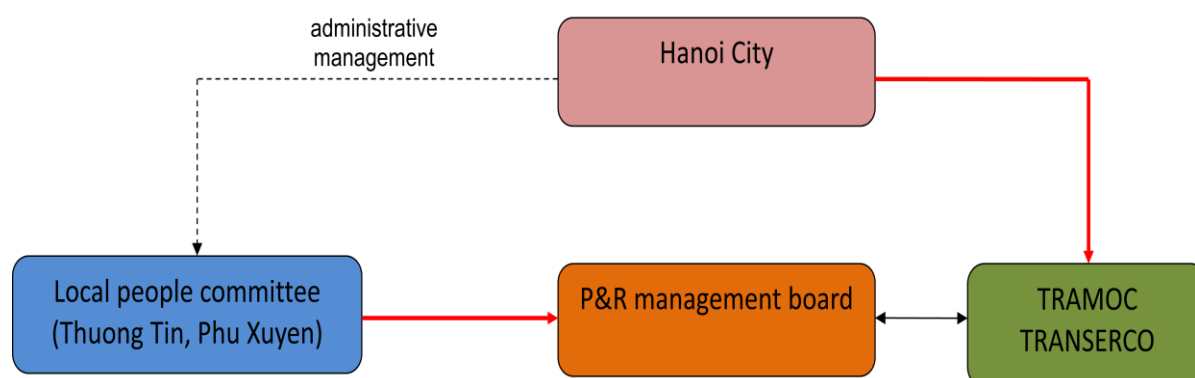 administrative
management
Hanoi City
Local people committee
(Thuong Tin, Phu Xuyen)
P&R management board
TRAMOC
TRANSERCO